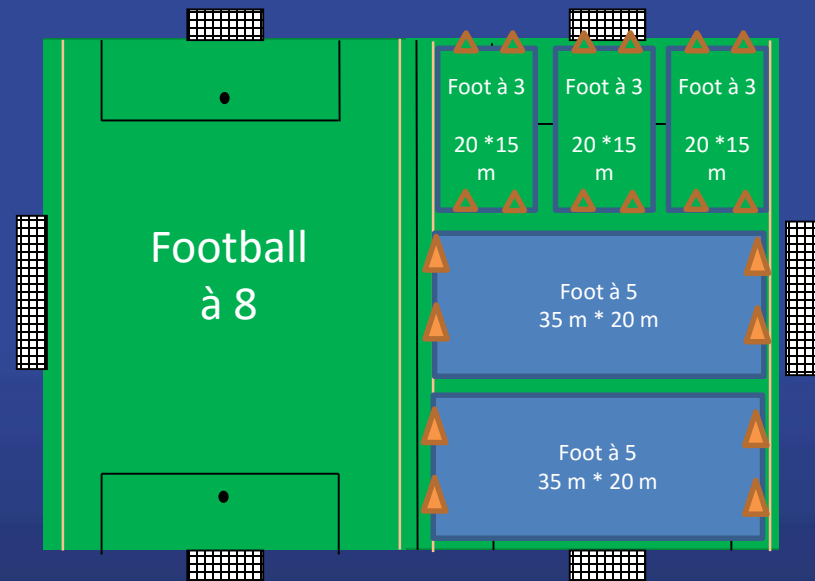 Football
à 8
Foot à 3
20 *15
m
Foot à 3
20 *15
m
Foot à 3
20 *15
m
Foot à 5
35 m * 20 m
Foot à 5
35 m * 20 m